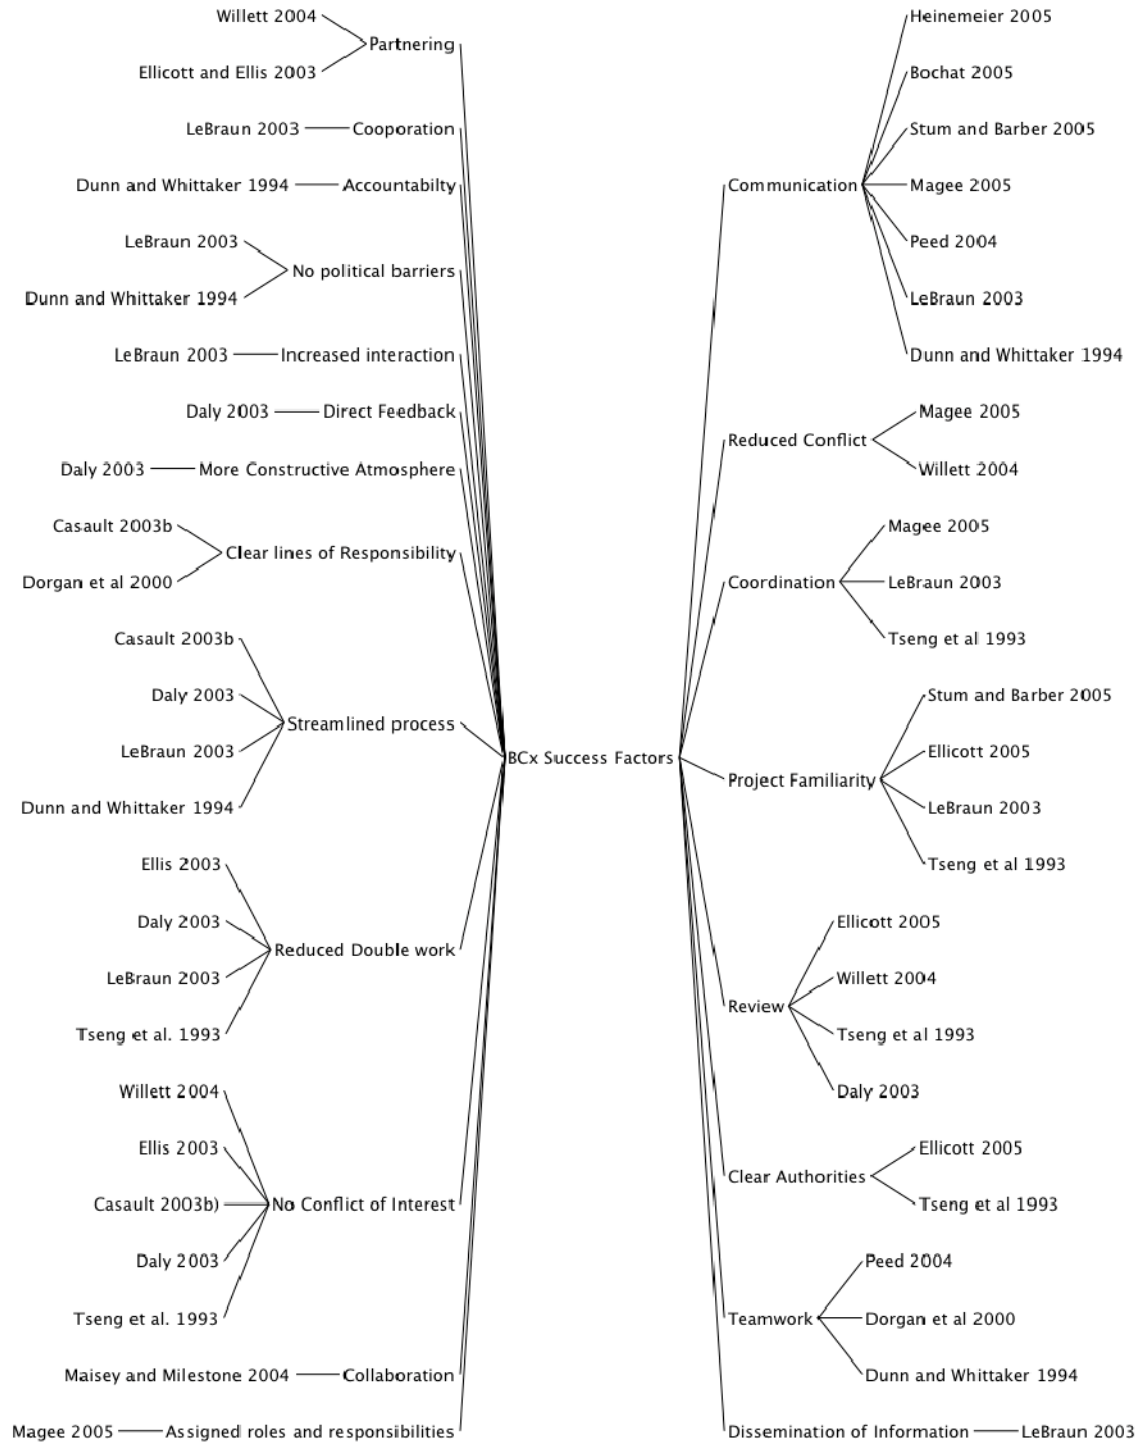 BCx Success Factors
Partnering
Willett 2004
Ellicott and Ellis 2003
Cooporation
LeBraun 2003
Accountabilty
Dunn and Whittaker 1994
No political barriers
LeBraun 2003
Dunn and Whittaker 1994
Increased interaction
LeBraun 2003
Direct Feedback
Daly 2003
More Constructive Atmosphere
Daly 2003
Clear lines of Responsibility
Casault 2003b
Dorgan et al 2000
Streamlined process
Casault 2003b
Daly 2003
LeBraun 2003
Dunn and Whittaker 1994
Reduced Double work
Ellis 2003
Daly 2003
LeBraun 2003
Tseng et al. 1993
No Conflict of Interest
Willett 2004
Ellis 2003
Casault 2003b)
Daly 2003
Tseng et al. 1993
Collaboration
Maisey and Milestone 2004
Assigned roles and responsibilities
Magee 2005
Communication
Heinemeier 2005
Bochat 2005
Stum and Barber 2005
Magee 2005
Peed 2004
LeBraun 2003
Dunn and Whittaker 1994
Reduced Conflict
Magee 2005
Willett 2004
Coordination
Magee 2005
LeBraun 2003
Tseng et al 1993
Project Familiarity
Stum and Barber 2005
Ellicott 2005
LeBraun 2003
Tseng et al 1993
Review
Ellicott 2005
Willett 2004
Tseng et al 1993
Daly 2003
Clear Authorities
Ellicott 2005
Tseng et al 1993
Teamwork
Peed 2004
Dorgan et al 2000
Dunn and Whittaker 1994
Dissemination of Information
LeBraun 2003